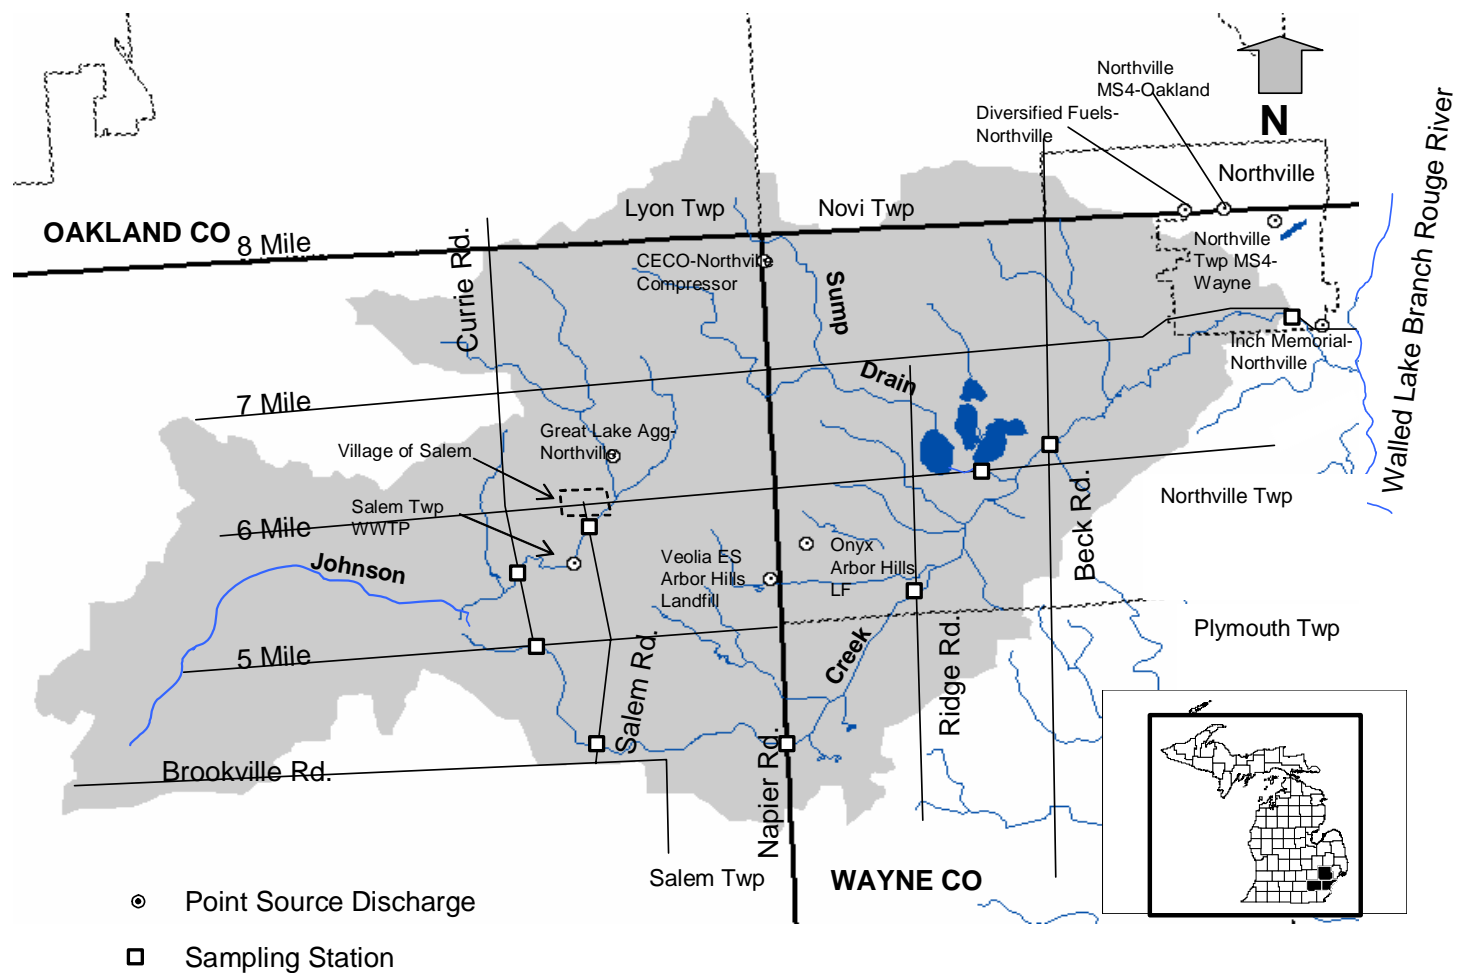 Northville
MS4-Oakland
Diversified Fuels-
Northville
N
Northville
Walled Lake Branch Rouge River
OAKLAND CO
8 Mile
Lyon Twp
Novi Twp
Currie Rd.
CECO-Northville
Compressor
Sump
Northville
Twp MS4-
Wayne
Inch Memorial-
Northville
Drain
7 Mile
Village of Salem
Great Lake Agg-
Northville
Salem Twp
WWTP
6 Mile
Northville Twp
Beck Rd.
Johnson
Veolia ES
Arbor Hills
Landfill
Onyx
Arbor Hills
LF
Plymouth Twp
5 Mile
Salem Rd.
Creek
Ridge Rd.
Brookville Rd.
Napier Rd.
Salem Twp
WAYNE CO
Point Source Discharge
Sampling Station